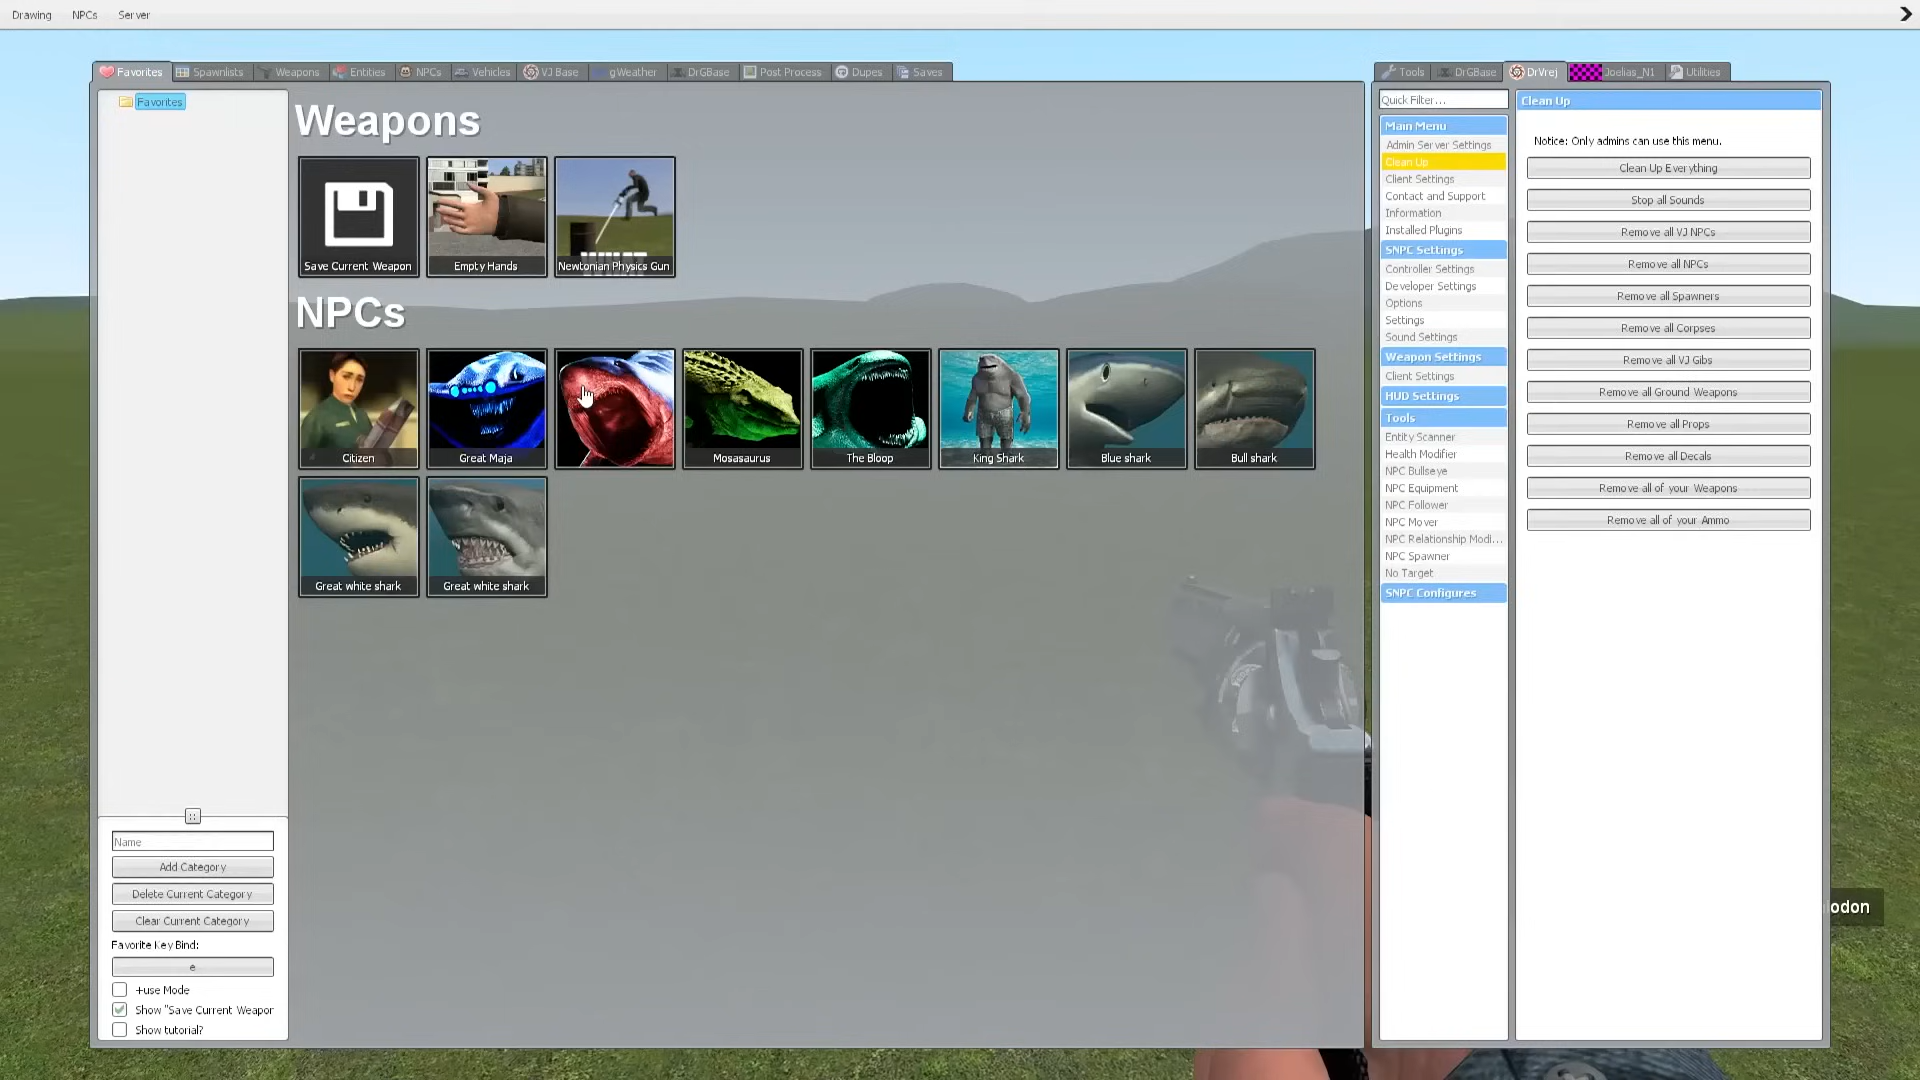 Drawing NPCs Server
Favorites Spawnlists Weapons Entities NPCs Vehicles VJ Base gWeather DrGBase Post Process Dupes Saves
Favorites
Weapons
Save Current Weapon Empty Hands Newtonian Physics Gun
NPCs
Citizen Great Maja Mosasaurus The Bloop King Shark Blue shark Bull shark
Great white shark Great white shark
Name
Add Category
Delete Current Category
Clear Current Category
Favorite Key Bind:
e
+use Mode
Show "Save Current Weapor
Show tutorial?
Tools DrGBase DrVrej Joelias_N1 Utilities
Quick Filter...
Main Menu
Admin Server Settings
Clean Up
Client Settings
Contact and Support
Information
Installed Plugins
SNPC Settings
Controller Settings
Developer Settings
Options
Settings
Sound Settings
Weapon Settings
Client Settings
HUD Settings
Tools
Entity Scanner
Health Modifier
NPC Bullseye
NPC Equipment
NPC Follower
NPC Mover
NPC Relationship Modi...
NPC Spawner
No Target
SNPC Configures
Clean Up
Notice: Only admins can use this menu.
Clean Up Everything
Stop all Sounds
Remove all VJ NPCs
Remove all NPCs
Remove all Spawners
Remove all Corpses
Remove all VJ Gibs
Remove all Ground Weapons
Remove all Props
Remove all Decals
Remove all of your Weapons
Remove all of your Ammo
lodon